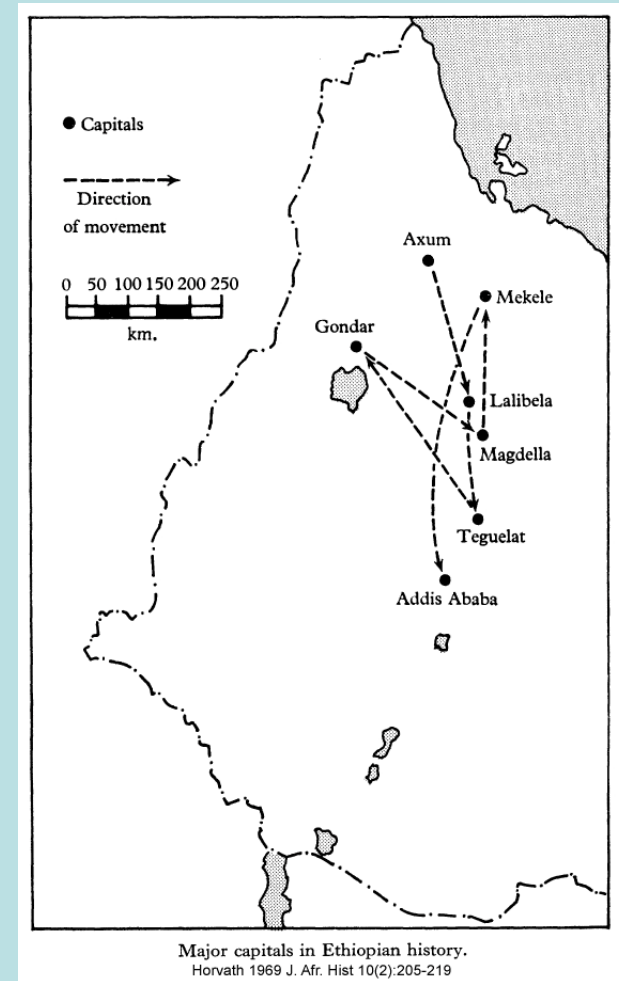 Capitals
Direction
of movement
0 50 100 150 200 250
km.
Axum
Mekele
Gondar
Lalibela
Magdella
Teguelat
Addis Ababa
Major capitals in Ethiopian history.
Horvath 1969 J. Afr. Hist 10(2):205-219